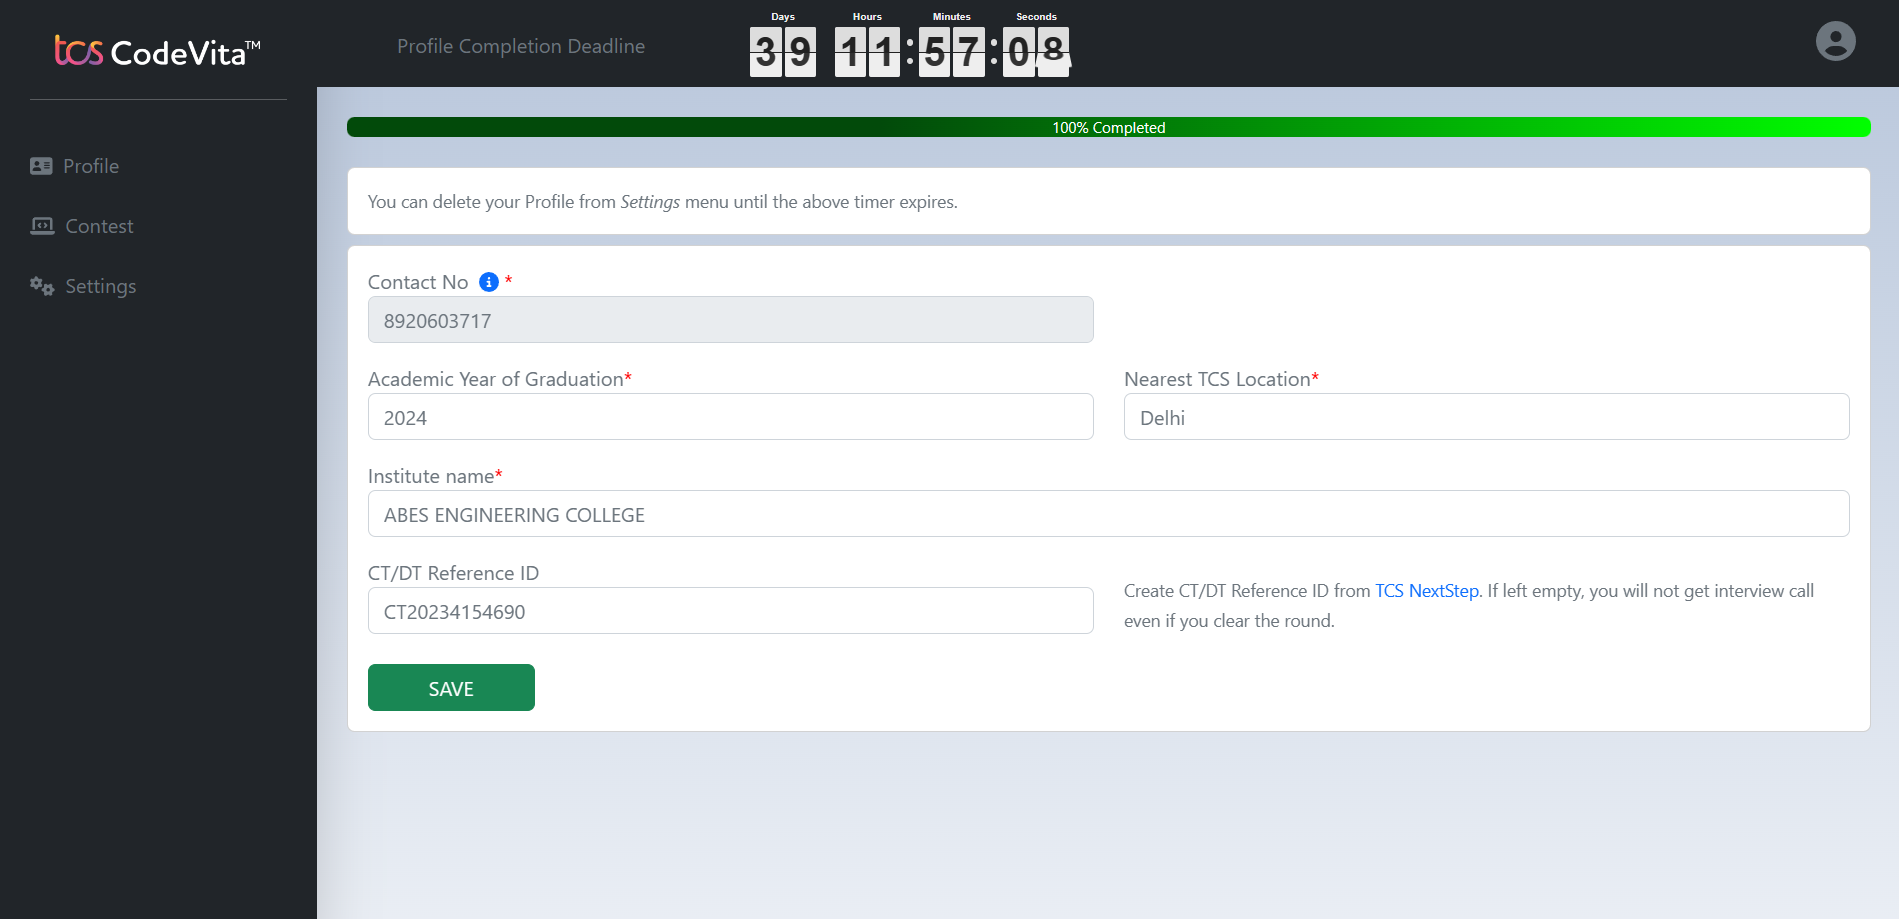 tcs CodeVita™
Profile Completion Deadline
Days Hours Minutes Seconds
39 11:57:08
Profile
Contest
Settings
100% Completed
You can delete your Profile from Settings menu until the above timer expires.
Contact No *
8920603717
Academic Year of Graduation*
2024
Nearest TCS Location*
Delhi
Institute name*
ABES ENGINEERING COLLEGE
CT/DT Reference ID
CT20234154690
Create CT/DT Reference ID from TCS NextStep. If left empty, you will not get interview call
even if you clear the round.
SAVE